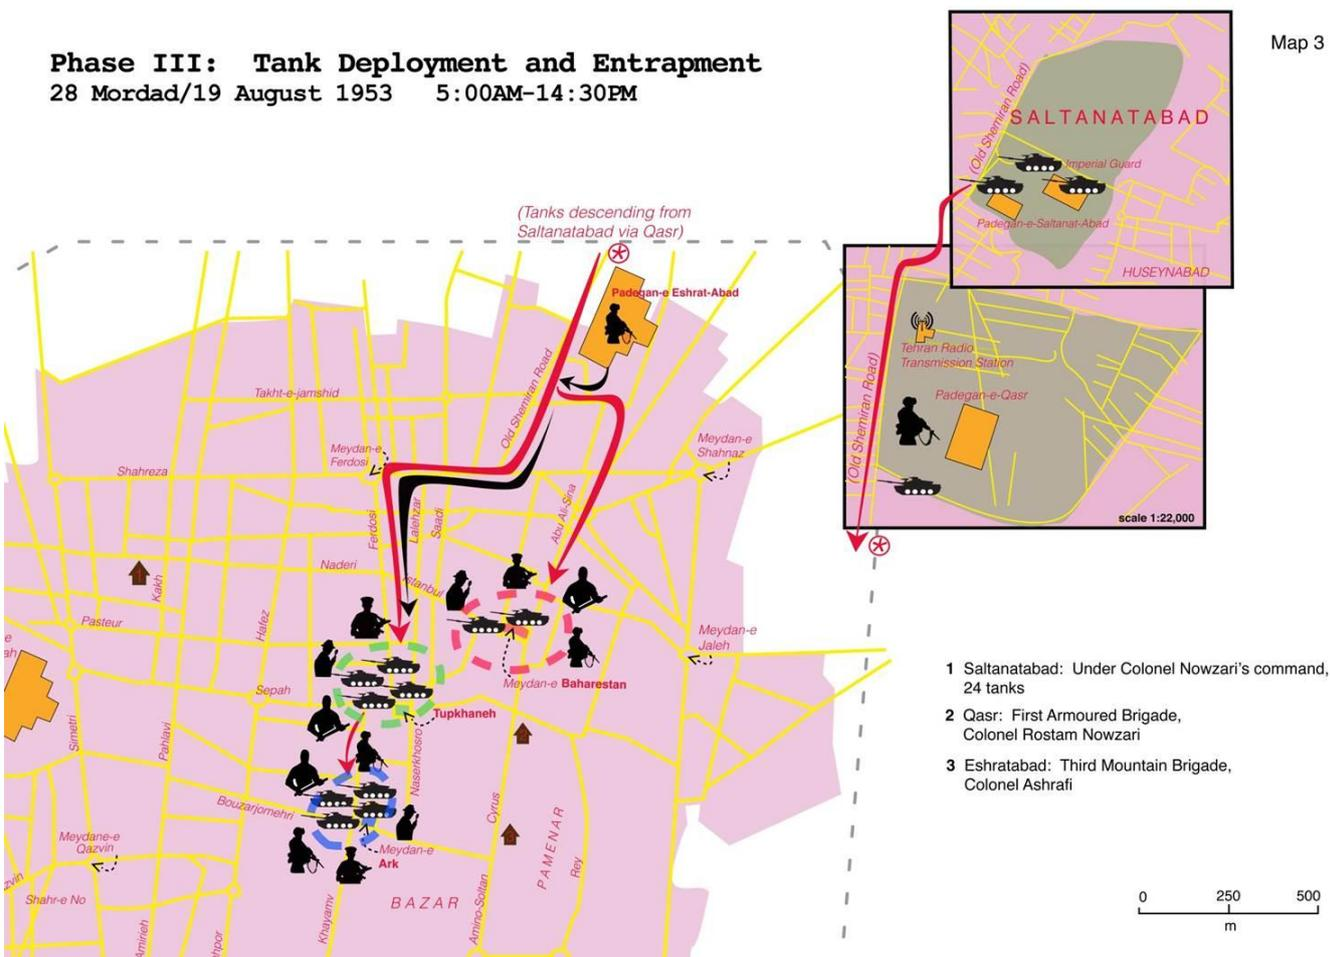 Phase III: Tank Deployment and Entrapment
28 Mordad/19 August 1953 5:00AM-14:30PM
Map 3
(Old Shemiran Road)
SALTANATABAD
Imperial Guard
Padegan-e-Saltanat-Abad
HUSEYNABAD
(Tanks descending from
Saltanatabad via Qasr)
Padegan-e Eshrat-Abad
Tehran Radio
Transmission Station
Padegan-e-Qasr
(Old Shemiran Road)
scale 1:22,000
Old Shemiran Road
Takht-e-jamshid
Meydan-e
Ferdosi
Meydan-e
Shahnaz
Shahreza
Ferdosi
Lalehzar
Saadi
Abu Ali-Sina
Naderi
Istanbul
Kakh
Pasteur
Hafez
e
ah
Meydan-e
Jaleh
Sepah
Meydan-e Baharestan
Tupkhaneh
Simetri
Pahlavi
Naserkhosro
Bouzarjomehri
Cyrus
PAMENAR
Rey
Meydane-e
Qazvin
Meydan-e
Ark
zvin
Shahr-e No
BAZAR
Khayamv
Amino-Soltan
Amirieh
hpor
1 Saltanatabad: Under Colonel Nowzari's command,
24 tanks
2 Qasr: First Armoured Brigade,
Colonel Rostam Nowzari
3 Eshratabad: Third Mountain Brigade,
Colonel Ashrafi
0 250 500
m